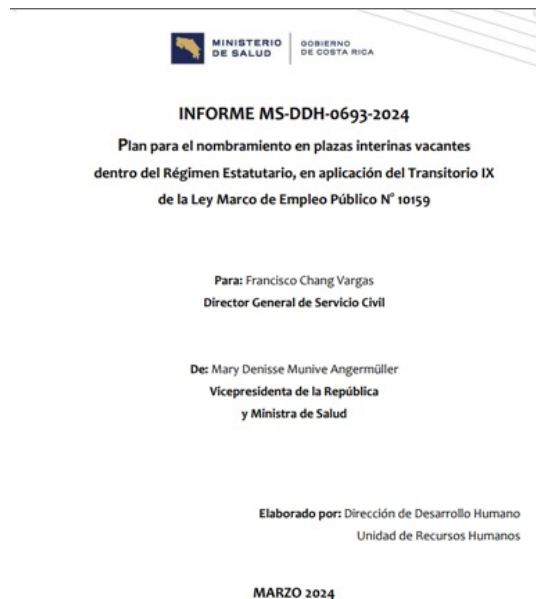 MINISTERIO
DE SALUD
GOBIERNO
DE COSTA RICA
INFORME MS-DDH-0693-2024
Plan para el nombramiento en plazas interinas vacantes
dentro del Régimen Estatutario, en aplicación del Transitorio IX
de la Ley Marco de Empleo Público N° 10159
Para: Francisco Chang Vargas
Director General de Servicio Civil
De: Mary Denisse Munive Angermüller
Vicepresidenta de la República
y Ministra de Salud
Elaborado por: Dirección de Desarrollo Humano
Unidad de Recursos Humanos
MARZO 2024